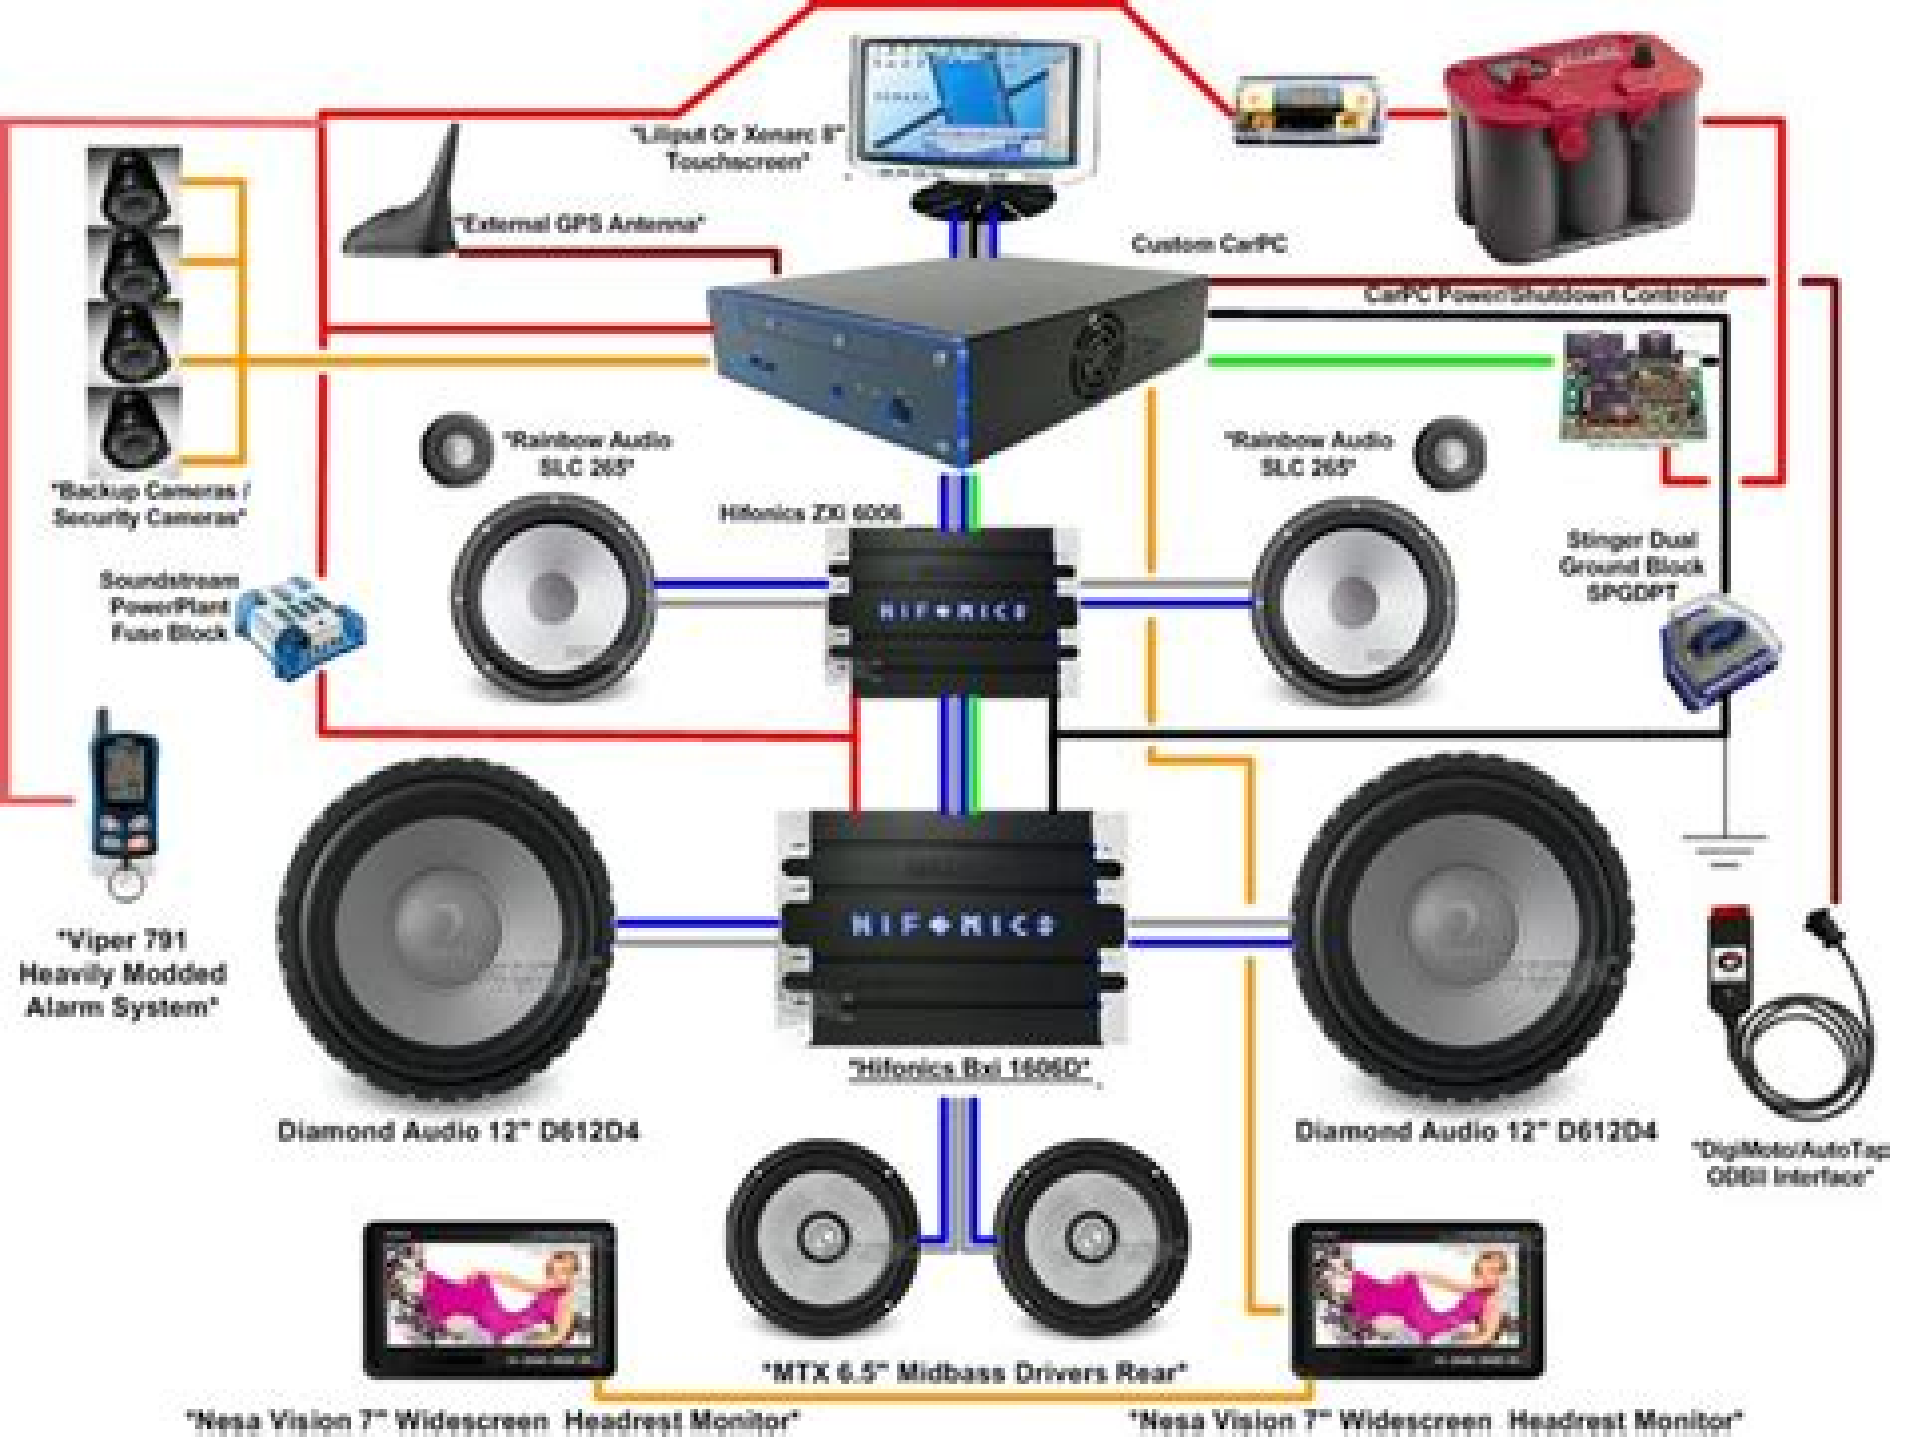 "Liliput Or Xenarc 8"
Touchscreen"
"External GPS Antenna"
Custom CarPC
CarPC Power/Shutdown Controller
"Rainbow Audio
SLC 265"
"Rainbow Audio
SLC 265"
"Backup Cameras /
Security Cameras"
Hifonics ZXi 6006
Stinger Dual
Ground Block
SPGDPT
Soundstream
PowerPlant
Fuse Block
HIFONICS
HIFONICS
"Viper 791
Heavily Modded
Alarm System"
"Hifonics Bxi 1606D"
Diamond Audio 12" D612D4
Diamond Audio 12" D612D4
"DigiMoto/AutoTap
ODBII Interface"
"MTX 6.5" Midbass Drivers Rear"
"Nesa Vision 7" Widescreen Headrest Monitor"
"Nesa Vision 7" Widescreen Headrest Monitor"